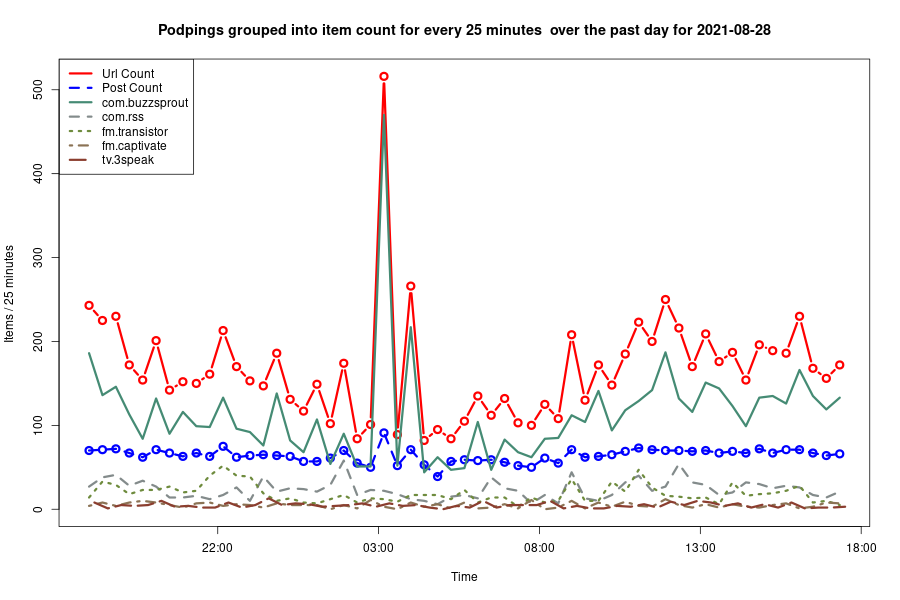 Podpings grouped into item count for every 25 minutes  over the past day for 2021-08-28
Url Count
Post Count
com.buzzsprout
com.rss
fm.transistor
fm.captivate
tv.3speak
500
400
300
200
100
0
Items / 25 minutes
22:00
03:00
08:00
13:00
18:00
Time